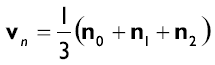 𝐯ₙ = 1/3 (𝐧₀ + 𝐧₁ + 𝐧₂)